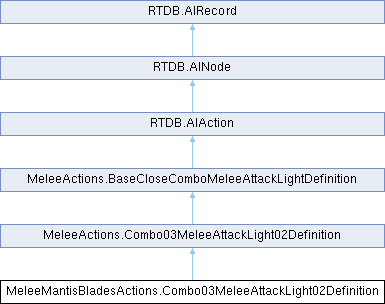 RTDB.AIRecord
RTDB.AINode
RTDB.AIAction
MeleeActions.BaseCloseComboMeleeAttackLightDefinition
MeleeActions.Combo03MeleeAttackLight02Definition
MeleeMantisBladesActions.Combo03MeleeAttackLight02Definition